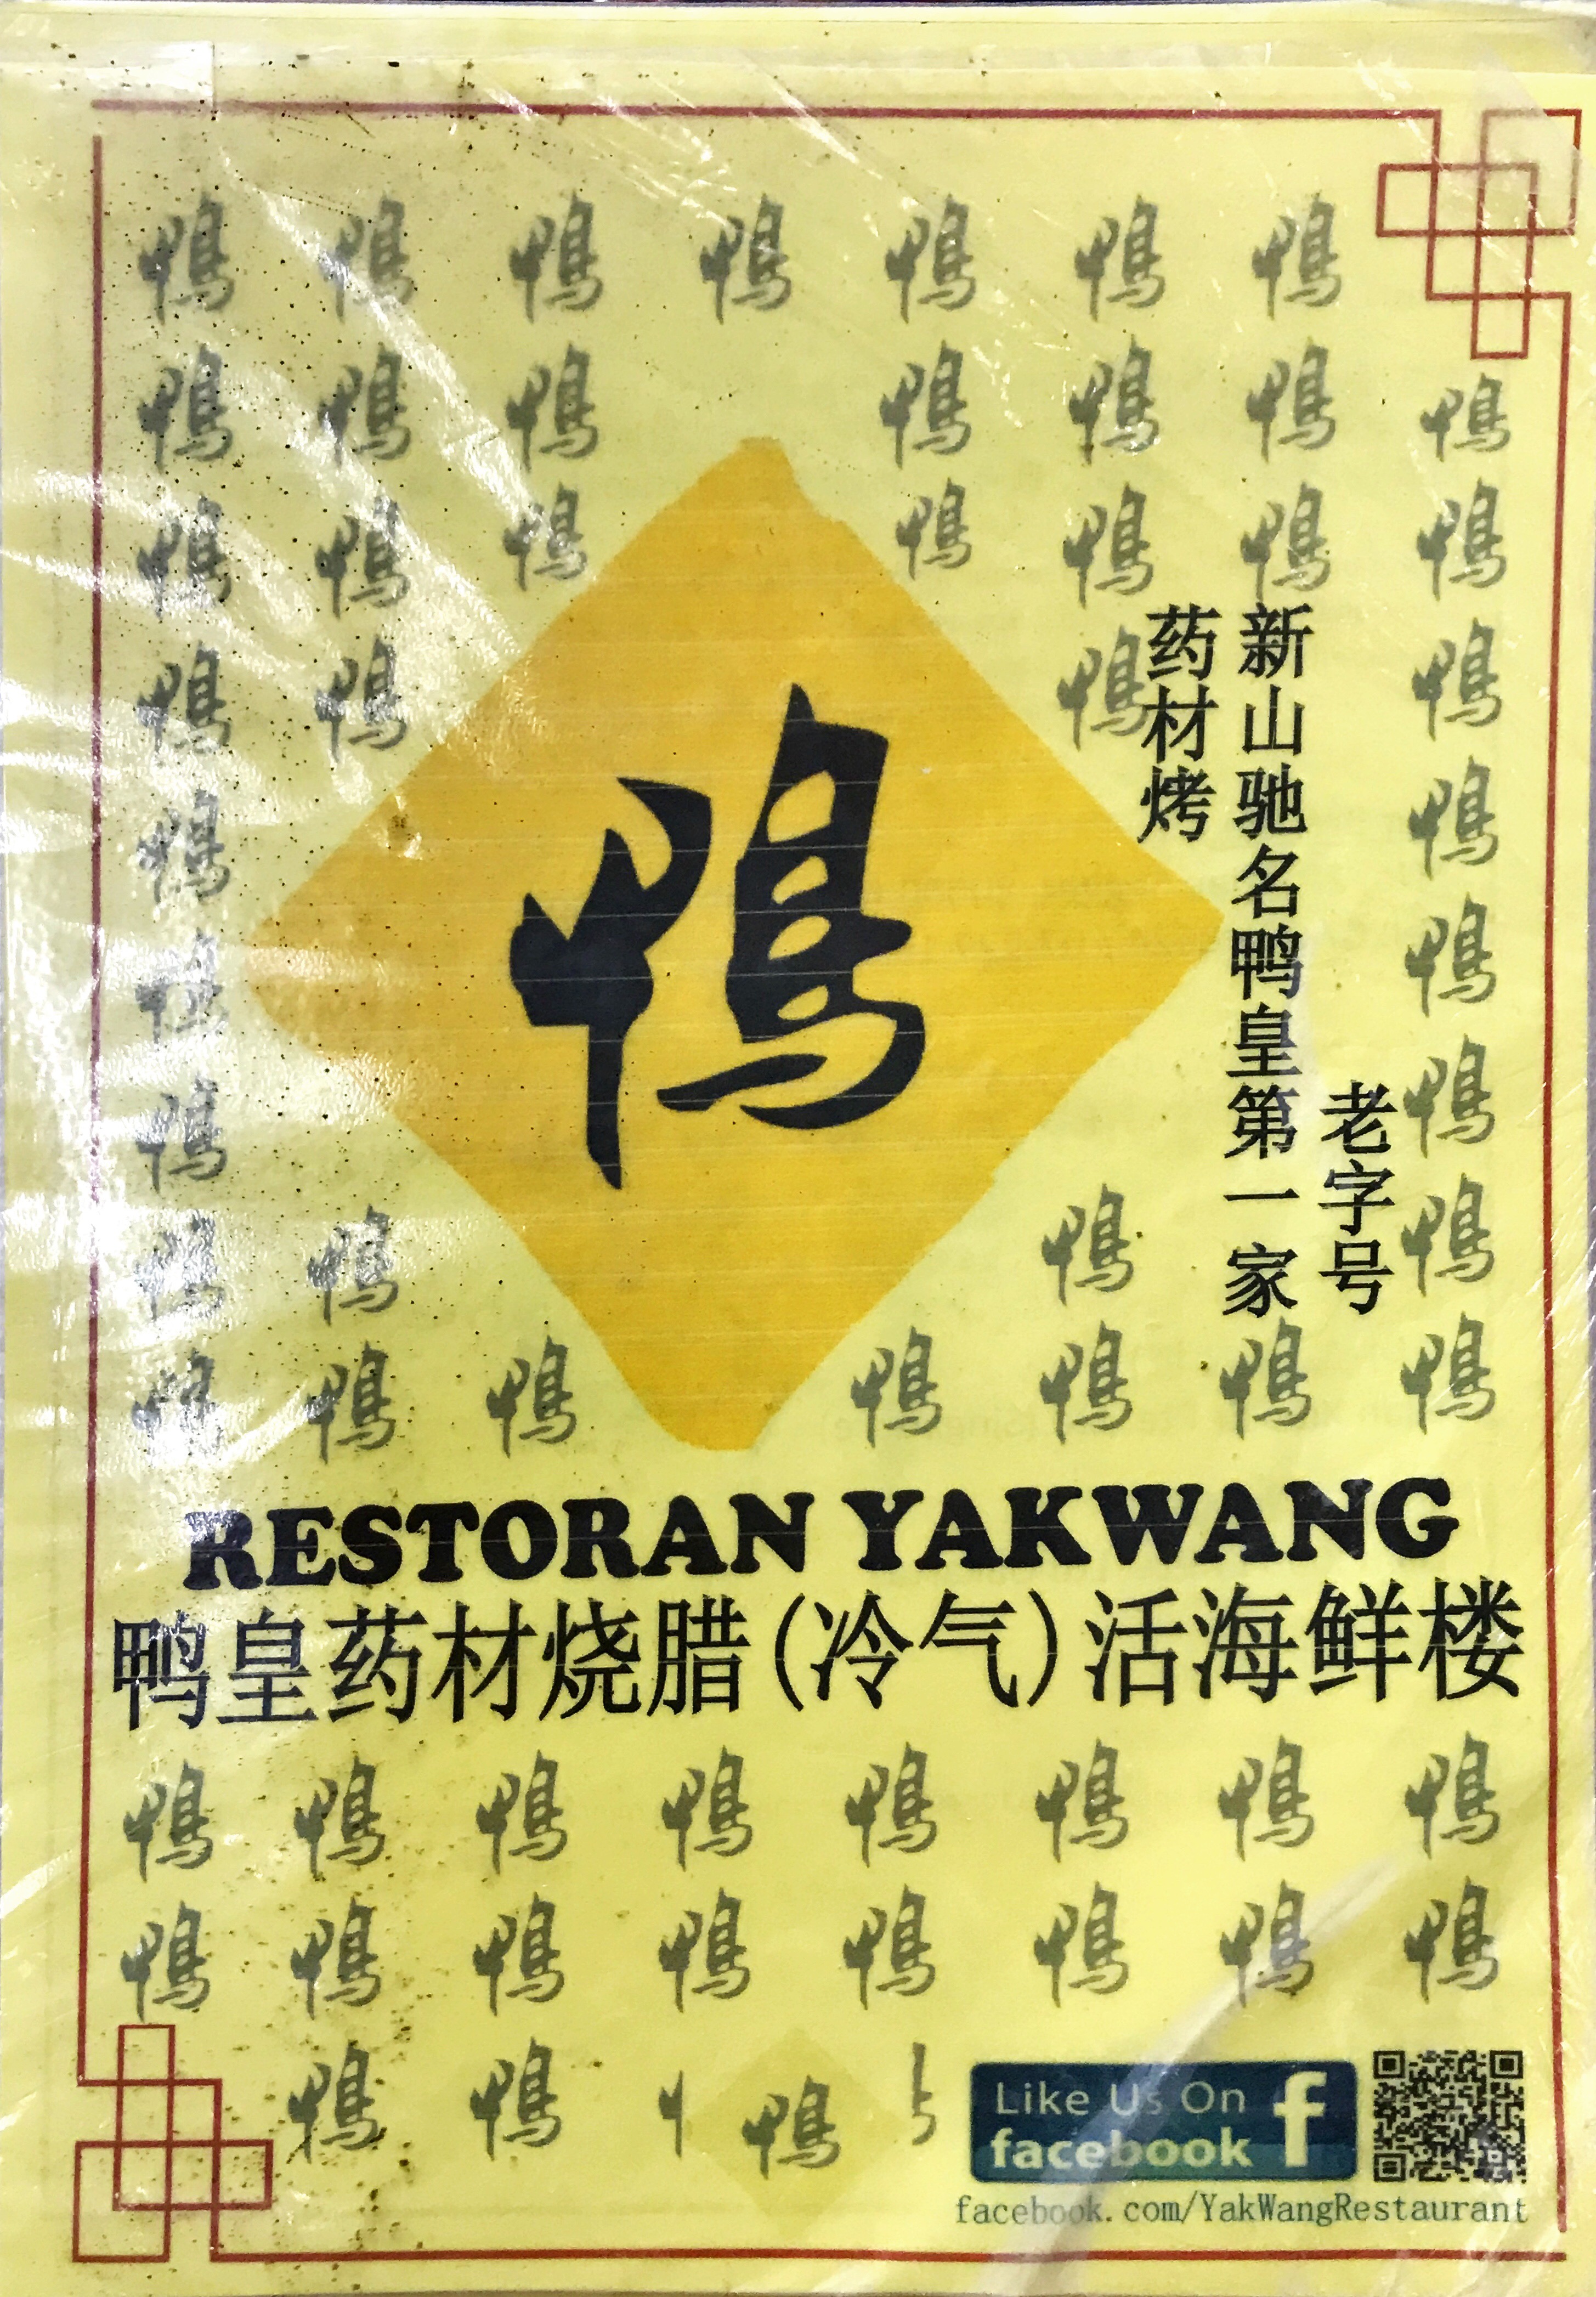 鴨
老字号
新山驰名鸭皇第一家
药材烤
RESTORAN YAKWANG
鸭皇药材烧腊(冷气)活海鲜楼
Like Us On
facebook
f
facebook.com/YakWangRestaurant